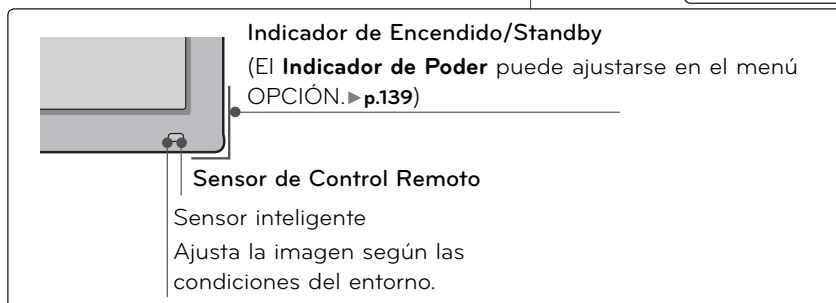 Indicador de Encendido/Standby
(El Indicador de Poder puede ajustarse en el menú
OPCIÓN.►p.139)
Sensor de Control Remoto
Sensor inteligente
Ajusta la imagen según las
condiciones del entorno.